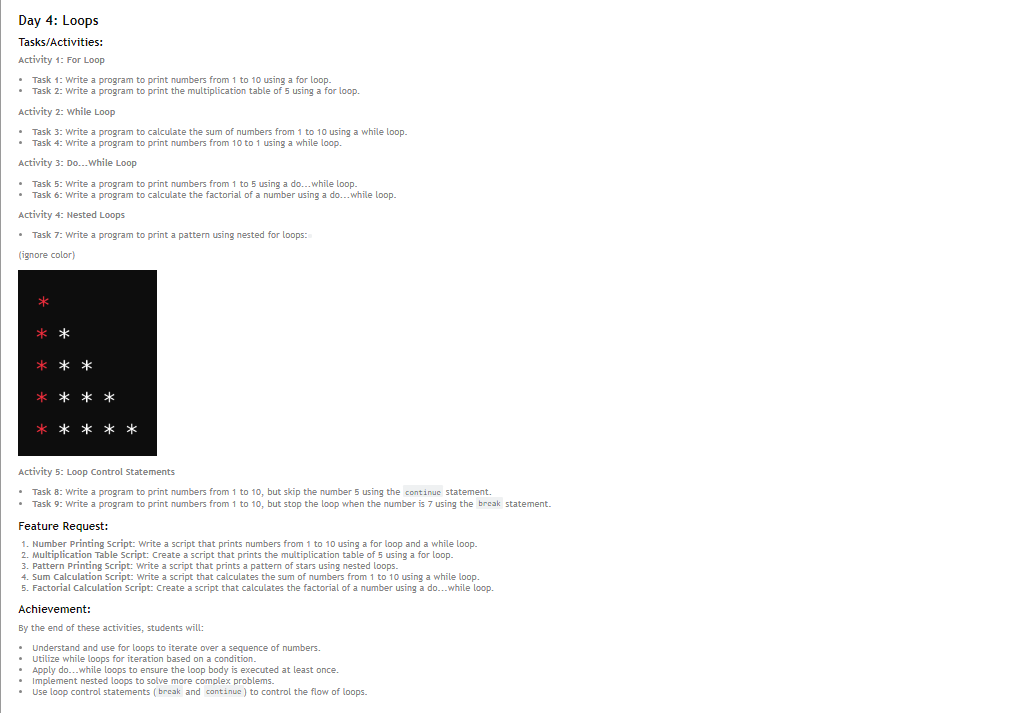 Day 4: Loops
Tasks/Activities:
Activity 1: For Loop
• Task 1: Write a program to print numbers from 1 to 10 using a for loop.
• Task 2: Write a program to print the multiplication table of 5 using a for loop.
Activity 2: While Loop
• Task 3: Write a program to calculate the sum of numbers from 1 to 10 using a while loop.
• Task 4: Write a program to print numbers from 10 to 1 using a while loop.
Activity 3: Do...While Loop
• Task 5: Write a program to print numbers from 1 to 5 using a do...while loop.
• Task 6: Write a program to calculate the factorial of a number using a do...while loop.
Activity 4: Nested Loops
• Task 7: Write a program to print a pattern using nested for loops:
(ignore color)
*
* *
* * *
* * * *
* * * * *
Activity 5: Loop Control Statements
• Task 8: Write a program to print numbers from 1 to 10, but skip the number 5 using the continue statement.
• Task 9: Write a program to print numbers from 1 to 10, but stop the loop when the number is 7 using the break statement.
Feature Request:
1. Number Printing Script: Write a script that prints numbers from 1 to 10 using a for loop and a while loop.
2. Multiplication Table Script: Create a script that prints the multiplication table of 5 using a for loop.
3. Pattern Printing Script: Write a script that prints a pattern of stars using nested loops.
4. Sum Calculation Script: Write a script that calculates the sum of numbers from 1 to 10 using a while loop.
5. Factorial Calculation Script: Create a script that calculates the factorial of a number using a do...while loop.
Achievement:
By the end of these activities, students will:
• Understand and use for loops to iterate over a sequence of numbers.
• Utilize while loops for iteration based on a condition.
• Apply do...while loops to ensure the loop body is executed at least once.
• Implement nested loops to solve more complex problems.
• Use loop control statements (break and continue) to control the flow of loops.